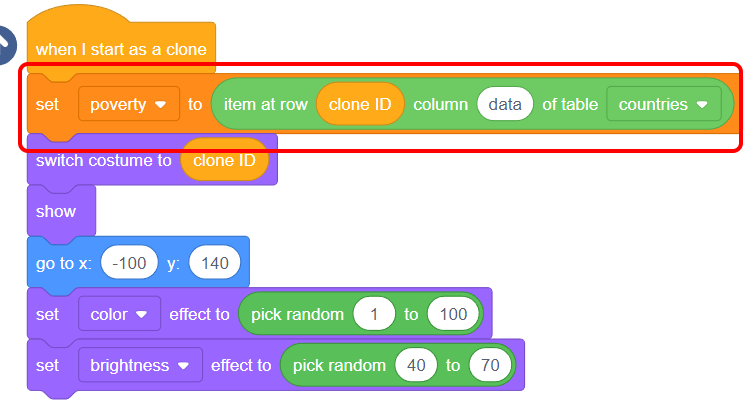 when I start as a clone
set poverty to item at row clone ID column data of table countries
switch costume to clone ID
show
go to x: -100 y: 140
set color effect to pick random 1 to 100
set brightness effect to pick random 40 to 70